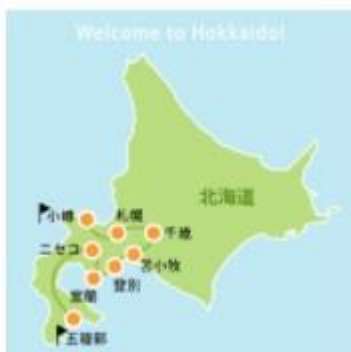 Welcome to Hokkaido!
北海道
小樽
札幌
千歳
ニセコ
苫小牧
登別
室蘭
五稜郭